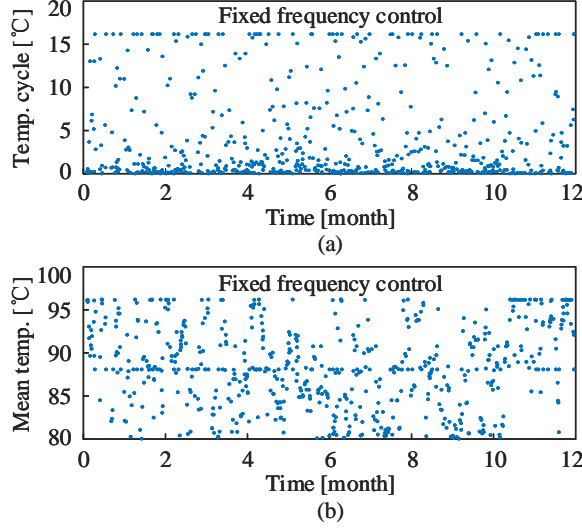 Fixed frequency control
Temp. cycle [℃]
20
15
10
5
0
0 2 4 6 8 10 12
Time [month]
(a)
Fixed frequency control
Mean temp. [℃]
100
95
90
85
80
0 2 4 6 8 10 12
Time [month]
(b)